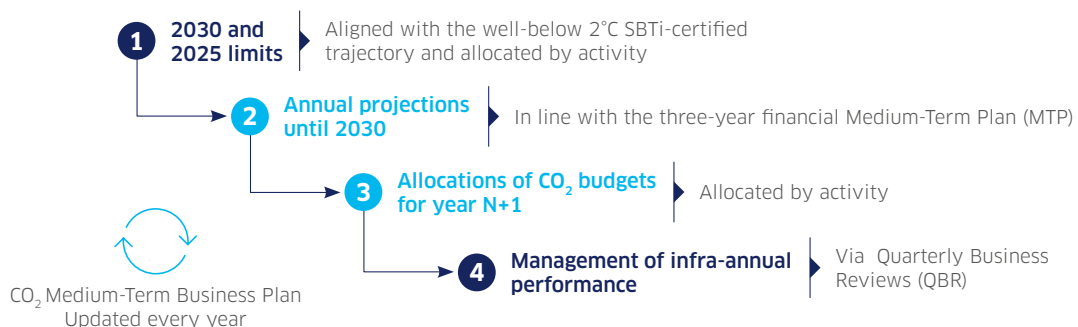 1
2030 and
2025 limits
Aligned with the well-below 2°C SBTi-certified
trajectory and allocated by activity
2
Annual projections
until 2030
In line with the three-year financial Medium-Term Plan (MTP)
3
Allocations of CO₂ budgets
for year N+1
Allocated by activity
4
Management of infra-annual
performance
Via Quarterly Business
Reviews (QBR)
CO₂ Medium-Term Business Plan
Updated every year